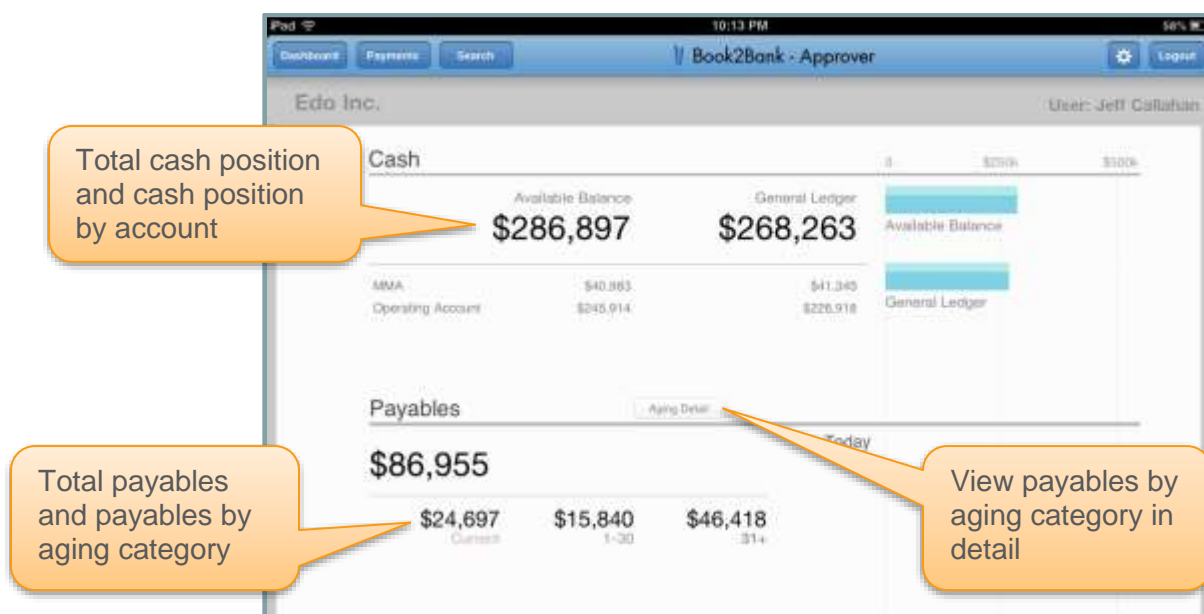 iPad 10:13 PM 58%
Dashboard Payments Search Book2Bank - Approver Logout
Edo Inc. User: Jeff Callahan
Total cash position
and cash position
by account
Cash 0 $250k $500k
Available Balance General Ledger
$286,897 $268,263
Available Balance
MMA $40,983 $41,345
Operating Account $245,914 $226,918
General Ledger
Payables Aging Detail
Today
$86,955
Total payables
and payables by
aging category
$24,697 $15,840 $46,418
Current 1-30 31+
View payables by
aging category in
detail